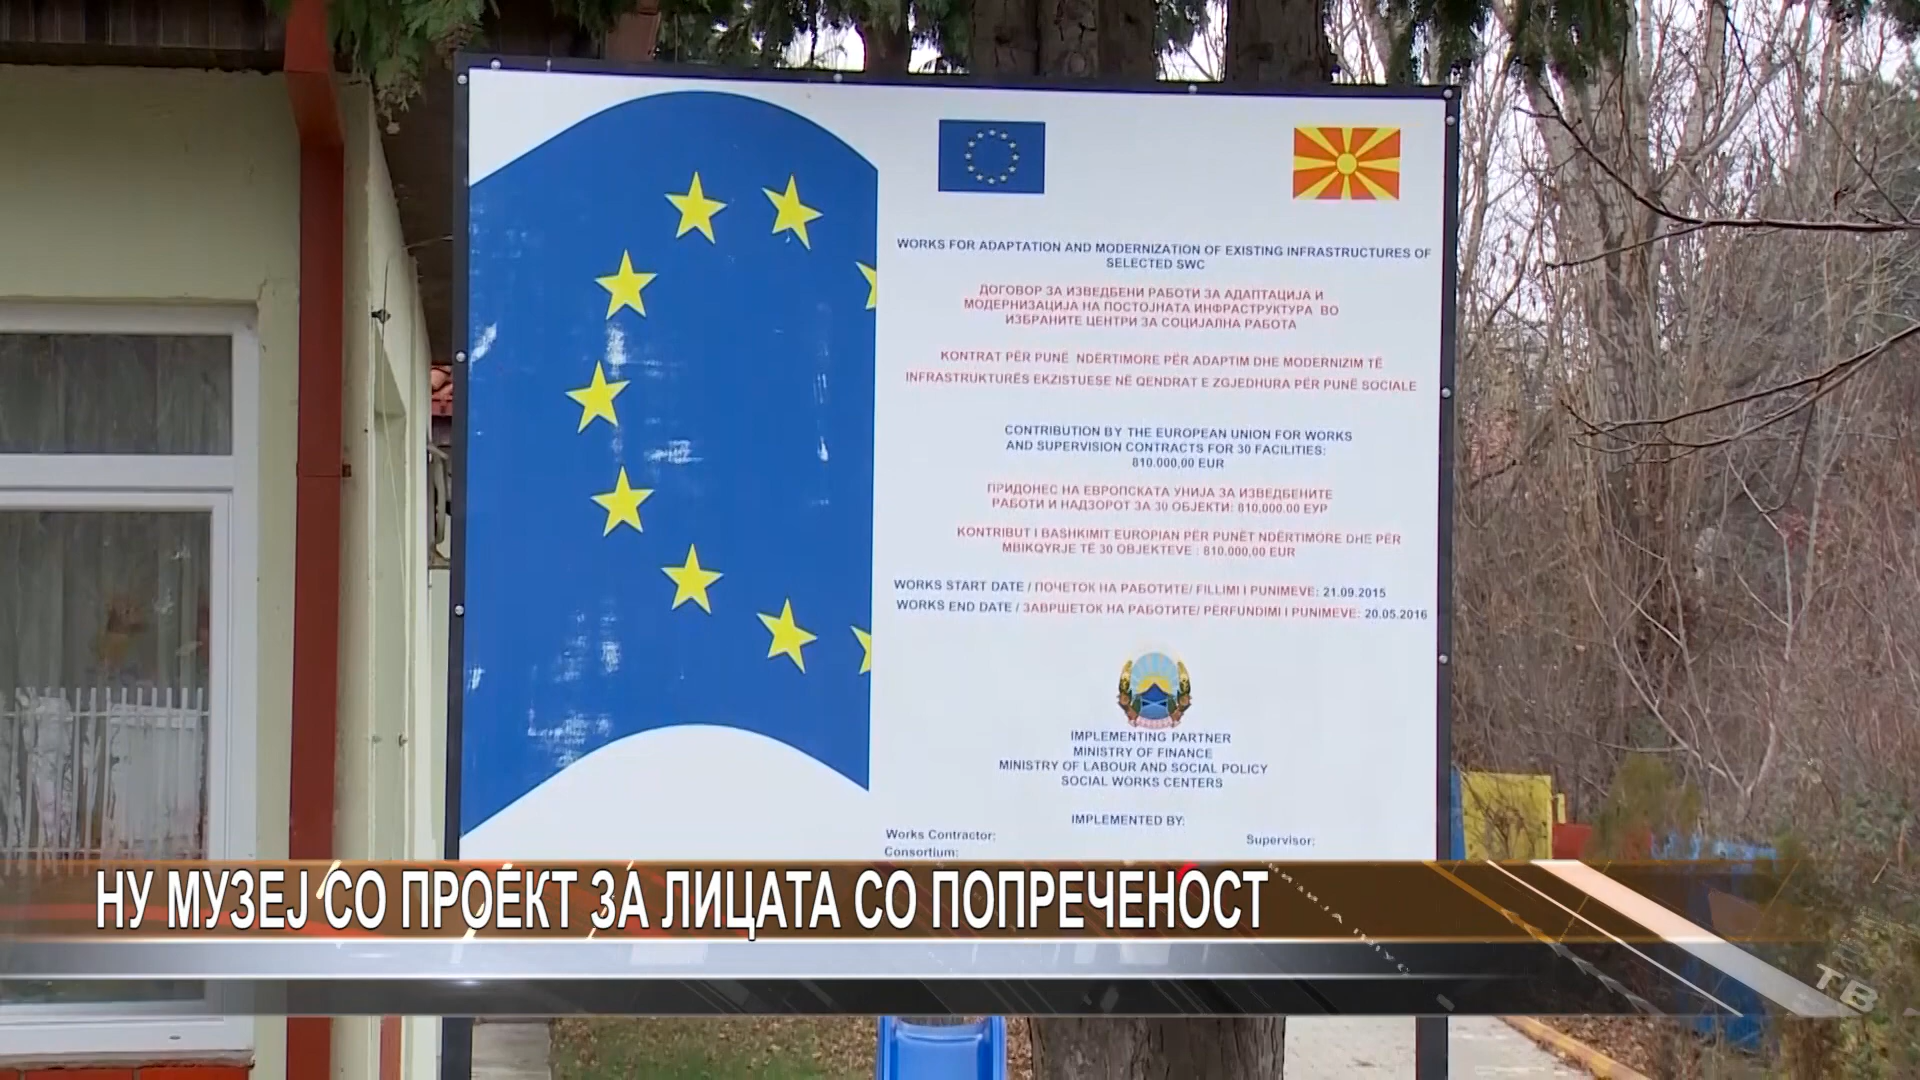 WORKS FOR ADAPTATION AND MODERNIZATION OF EXISTING INFRASTRUCTURES OF
SELECTED SWC
ДОГОВОР ЗА ИЗВЕДБЕНИ РАБОТИ ЗА АДАПТАЦИЈА И
МОДЕРНИЗАЦИЈА НА ПОСТОЈНАТА ИНФРАСТРУКТУРА ВО
ИЗБРАНИТЕ ЦЕНТРИ ЗА СОЦИЈАЛНА РАБОТА
KONTRAT PËR PUNË NDËRTIMORE PËR ADAPTIM DHE MODERNIZIM TË
INFRASTRUKTURËS EKZISTUESE NË QENDRAT E ZGJEDHURA PËR PUNË SOCIALE
CONTRIBUTION BY THE EUROPEAN UNION FOR WORKS
AND SUPERVISION CONTRACTS FOR 30 FACILITIES:
810.000,00 EUR
ПРИДОНЕС НА ЕВРОПСКАТА УНИЈА ЗА ИЗВЕДБЕНИТЕ
РАБОТИ И НАДЗОРОТ ЗА 30 ОБЈЕКТИ: 810,000.00 ЕУР
KONTRIBUT I BASHKIMIT EUROPIAN PËR PUNËT NDËRTIMORE DHE PËR
MBIKQYRJE TË 30 OBJEKTEVE : 810.000,00 EUR
WORKS START DATE / ПОЧЕТОК НА РАБОТИТЕ/ FILLIMI I PUNIMEVE: 21.09.2015
WORKS END DATE / ЗАВРШЕТОК НА РАБОТИТЕ/ PËRFUNDIMI I PUNIMEVE: 20.05.2016
IMPLEMENTING PARTNER
MINISTRY OF FINANCE
MINISTRY OF LABOUR AND SOCIAL POLICY
SOCIAL WORKS CENTERS
IMPLEMENTED BY:
Works Contractor:
Supervisor:
Consortium:
НУ МУЗЕЈ СО ПРОЕКТ ЗА ЛИЦАТА СО ПОПРЕЧЕНОСТ
ТВ